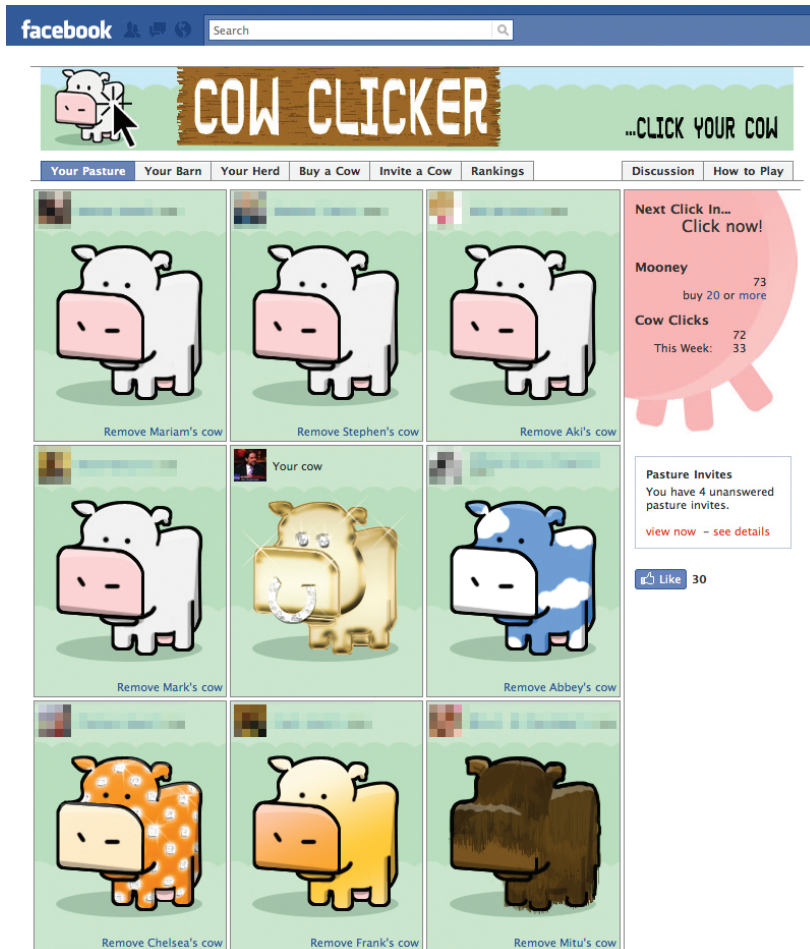 facebook
Search
COW CLICKER
...CLICK YOUR COW
Your Pasture Your Barn Your Herd Buy a Cow Invite a Cow Rankings Discussion How to Play
Next Click In...
Click now!
Mooney
73
buy 20 or more
Cow Clicks
72
This Week: 33
Remove Mariam's cow
Remove Stephen's cow
Remove Aki's cow
Your cow
Remove Mark's cow
Remove Abbey's cow
Pasture Invites
You have 4 unanswered
pasture invites.
view now – see details
Like 30
Remove Chelsea's cow
Remove Frank's cow
Remove Mitu's cow